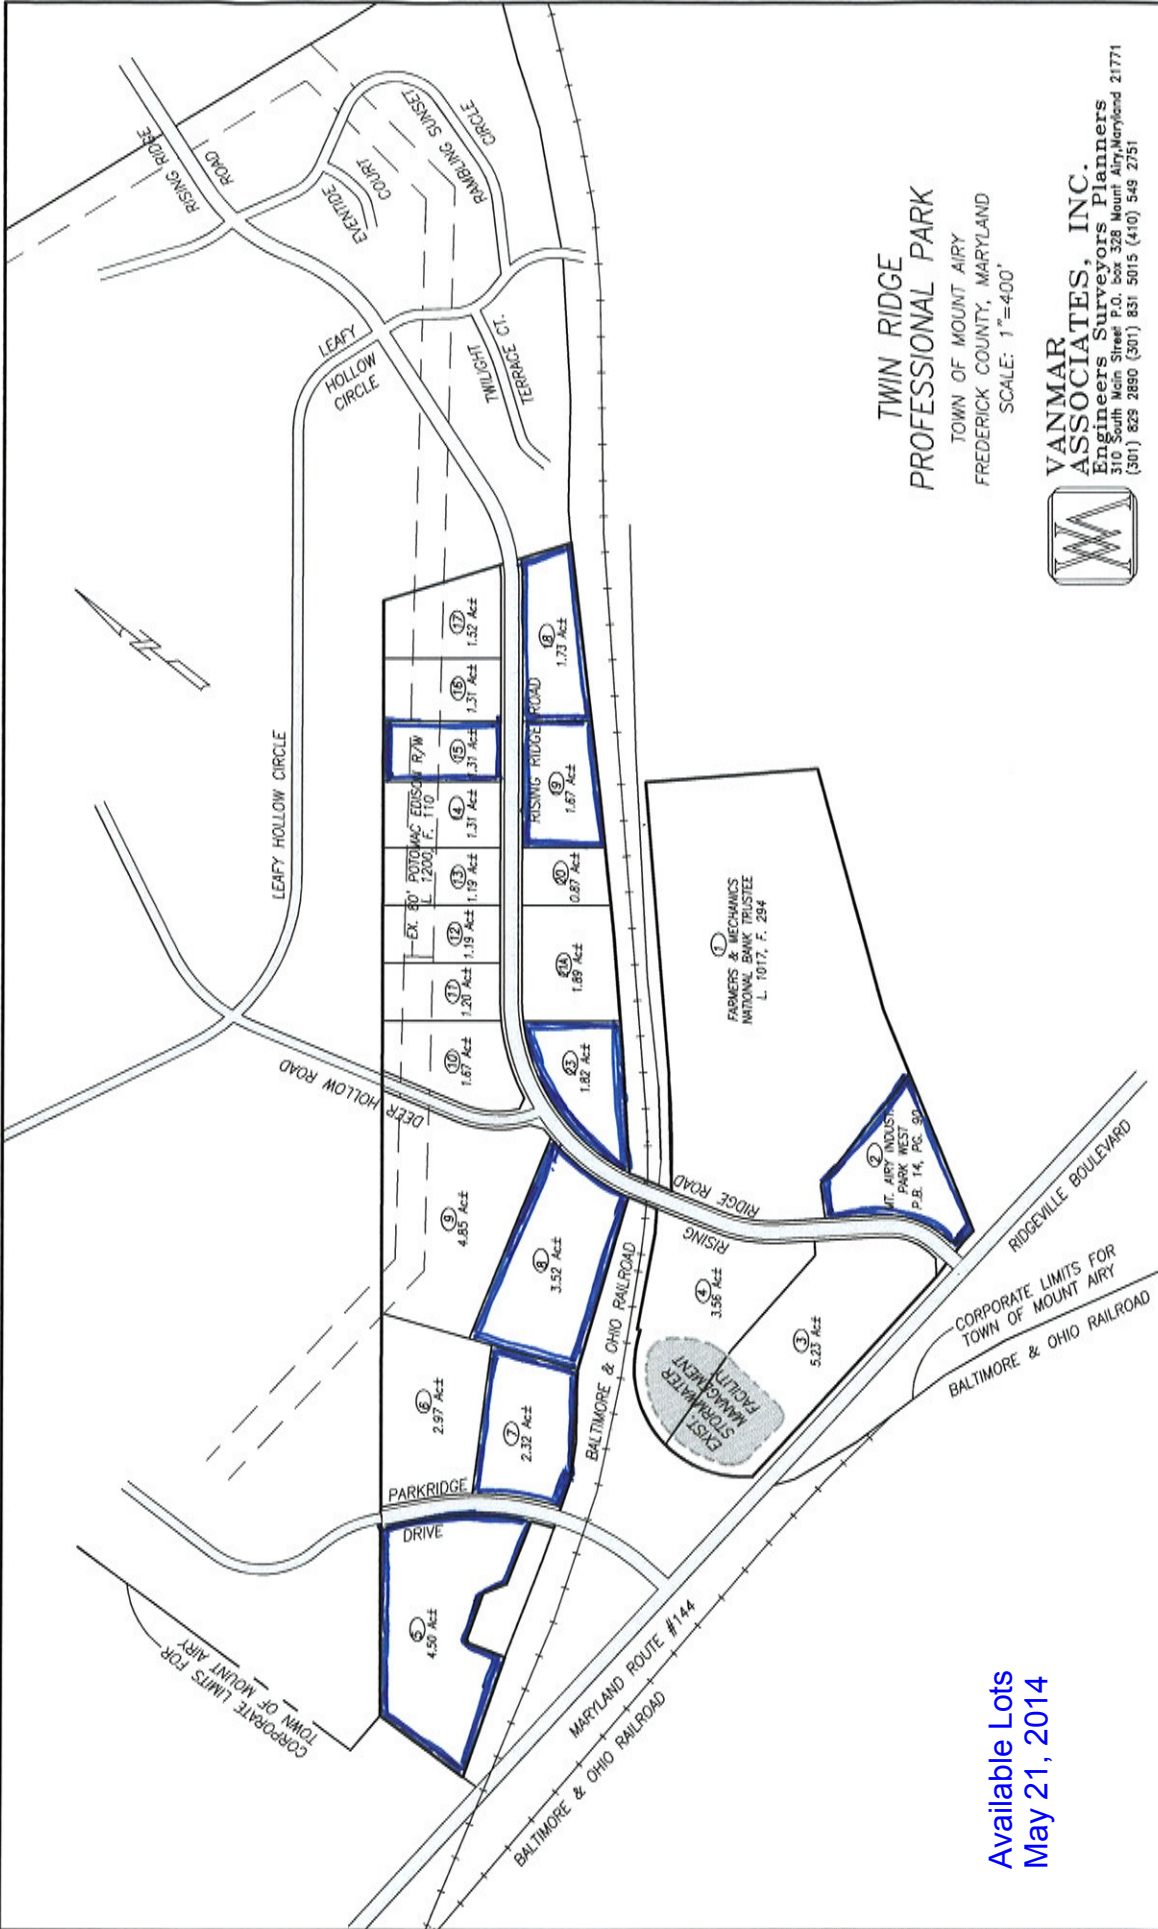 RISING RIDGE
ROAD
EVENTIDE
COURT
RAMBLING SUNSET
CIRCLE
LEAFY
HOLLOW
CIRCLE
TWILIGHT
TERRACE CT.
LEAFY HOLLOW CIRCLE
DEER HOLLOW ROAD
EX. 80' POTOMAC EDISON R/W
L. 1200, F. 110
17
1.52 Ac±
16
1.31 Ac±
15
1.31 Ac±
4
1.31 Ac±
13
1.19 Ac±
12
1.19 Ac±
11
1.20 Ac±
10
1.67 Ac±
RISING RIDGE ROAD
18
1.73 Ac±
9
1.67 Ac±
20
0.87 Ac±
21A
1.89 Ac±
23
1.82 Ac±
9
4.85 Ac±
8
3.52 Ac±
6
2.97 Ac±
7
2.32 Ac±
PARKRIDGE
DRIVE
5
4.50 Ac±
CORPORATE LIMITS FOR
TOWN OF MOUNT AIRY
BALTIMORE & OHIO RAILROAD
RISING
RIDGE ROAD
1
FARMERS & MECHANICS
NATIONAL BANK TRUSTEE
L. 1017, F. 294
2
MT. AIRY INDUST.
PARK WEST
P.B. 14, PG. 90
4
3.56 Ac±
3
5.23 Ac±
EXIST.
STORMWATER
MANAGEMENT
FACILITY
RIDGEVILLE BOULEVARD
CORPORATE LIMITS FOR
TOWN OF MOUNT AIRY
BALTIMORE & OHIO RAILROAD
MARYLAND ROUTE #144
BALTIMORE & OHIO RAILROAD
TWIN RIDGE
PROFESSIONAL PARK
TOWN OF MOUNT AIRY
FREDERICK COUNTY, MARYLAND
SCALE: 1"=400'
VANMAR
ASSOCIATES, INC.
Engineers Surveyors Planners
310 South Main Street P.O. box 328 Mount Airy,Maryland 21771
(301) 829 2890 (301) 831 5015 (410) 549 2751
Available Lots
May 21, 2014